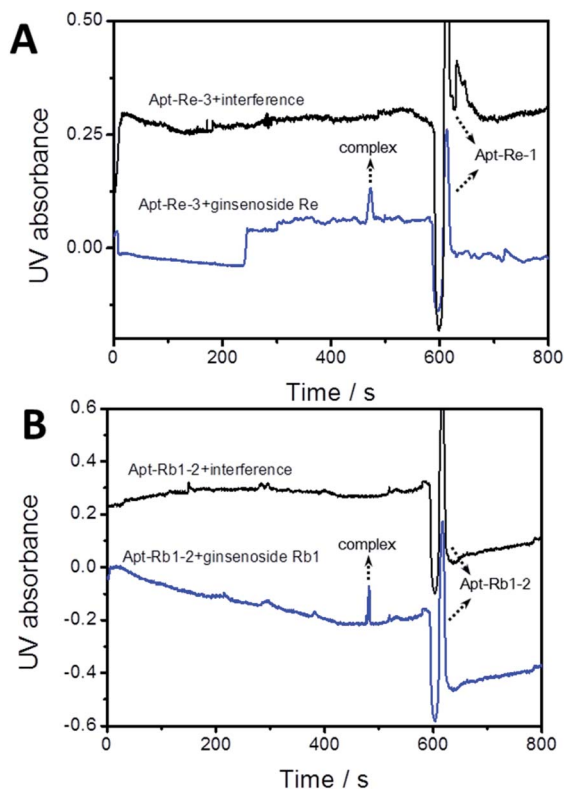 A
0.50
Apt-Re-3+interference
0.25
complex
Apt-Re-1
Apt-Re-3+ginsenoside Re
0.00
UV absorbance
0 200 400 600 800
Time / s
B
0.6
Apt-Rb1-2+interference
0.3
complex
Apt-Rb1-2+ginsenoside Rb1
0.0
Apt-Rb1-2
-0.2
UV absorbance
-0.4
-0.6
0 200 400 600 800
Time / s